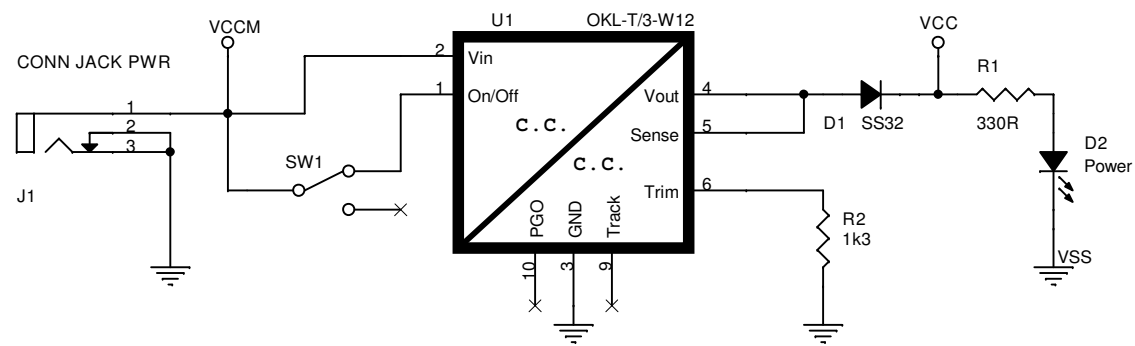 U1
OKL-T/3-W12
VCCM
VCC
CONN JACK PWR
2
Vin
R1
1
On/Off
Vout
4
1
C.C.
D1
SS32
330R
2
Sense
5
3
SW1
C.C.
D2
Power
J1
Trim
6
PGO
GND
Track
R2
1k3
10
3
9
VSS